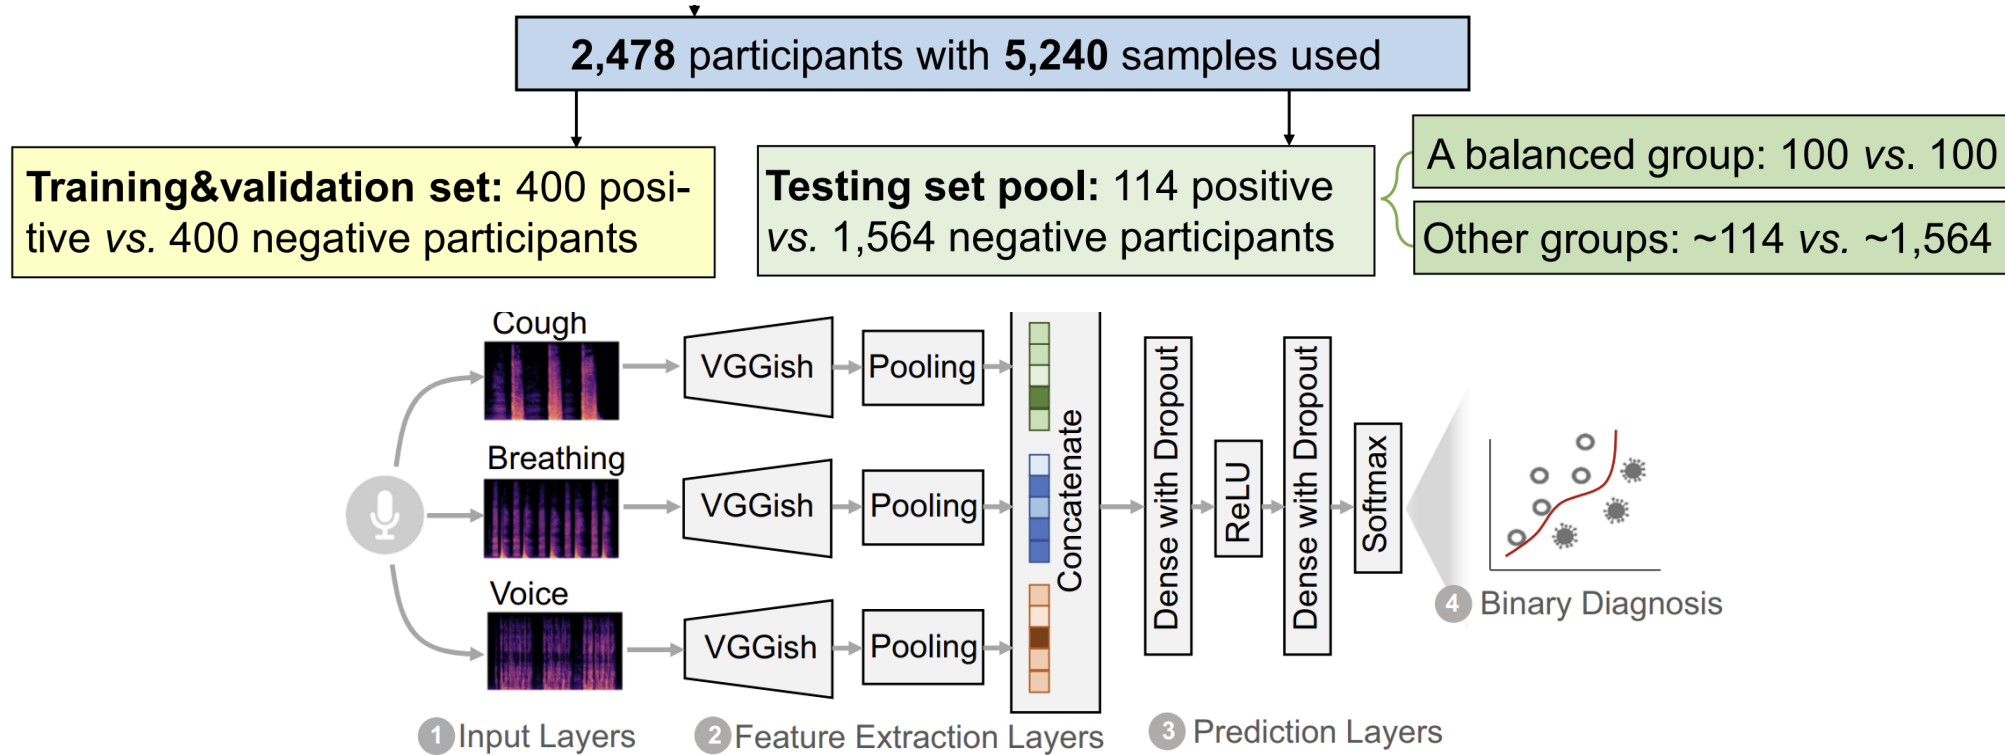 2,478 participants with 5,240 samples used
Training&validation set: 400 posi-
tive vs. 400 negative participants
Testing set pool: 114 positive
vs. 1,564 negative participants
A balanced group: 100 vs. 100
Other groups: ~114 vs. ~1,564
Cough
VGGish
Pooling
Breathing
VGGish
Pooling
Voice
VGGish
Pooling
Concatenate
Dense with Dropout
ReLU
Dense with Dropout
Softmax
4 Binary Diagnosis
1 Input Layers
2 Feature Extraction Layers
3 Prediction Layers